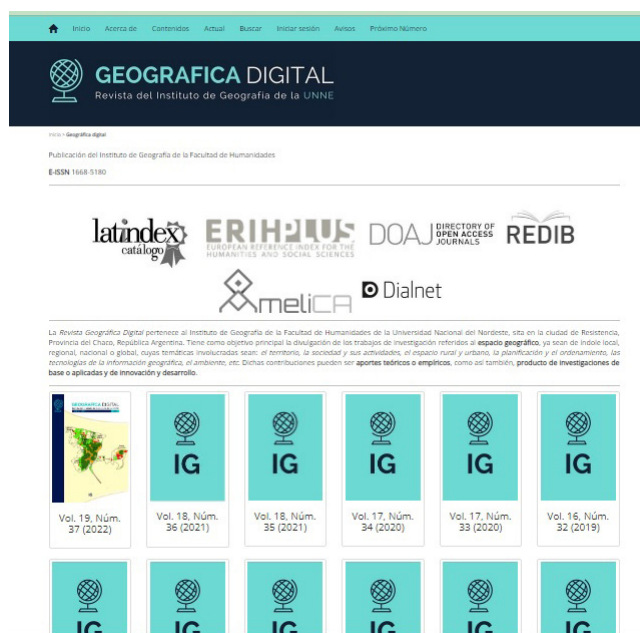 Inicio Acerca de Contenidos Actual Buscar Iniciar sesión Avisos Próximo Número
GEOGRAFICA DIGITAL
Revista del Instituto de Geografía de la UNNE
Inicio > Geográfica digital
Publicación del Instituto de Geografía de la Facultad de Humanidades
E-ISSN 1668-5180
latindex
catálogo
ERIHPLUS
EUROPEAN REFERENCE INDEX FOR THE
HUMANITIES AND SOCIAL SCIENCES
DOAJ DIRECTORY OF
OPEN ACCESS
JOURNALS
REDIB
AmeliCA
Dialnet
La Revista Geográfica Digital pertenece al Instituto de Geografía de la Facultad de Humanidades de la Universidad Nacional del Nordeste, sita en la ciudad de Resistencia,
Provincia del Chaco, República Argentina. Tiene como objetivo principal la divulgación de los trabajos de investigación referidos al espacio geográfico, ya sean de índole local,
regional, nacional o global, cuyas temáticas involucradas sean: el territorio, la sociedad y sus actividades, el espacio rural y urbano, la planificación y el ordenamiento, las
tecnologías de la información geográfica, el ambiente, etc. Dichas contribuciones pueden ser aportes teóricos o empíricos, como así también, producto de investigaciones de
base o aplicadas y de innovación y desarrollo.
GEOGRAFICA DIGITAL
IG IG IG IG IG
Vol. 19, Núm.
37 (2022)
Vol. 18, Núm.
36 (2021)
Vol. 18, Núm.
35 (2021)
Vol. 17, Núm.
34 (2020)
Vol. 17, Núm.
33 (2020)
Vol. 16, Núm.
32 (2019)
IG IG IG IG IG IG